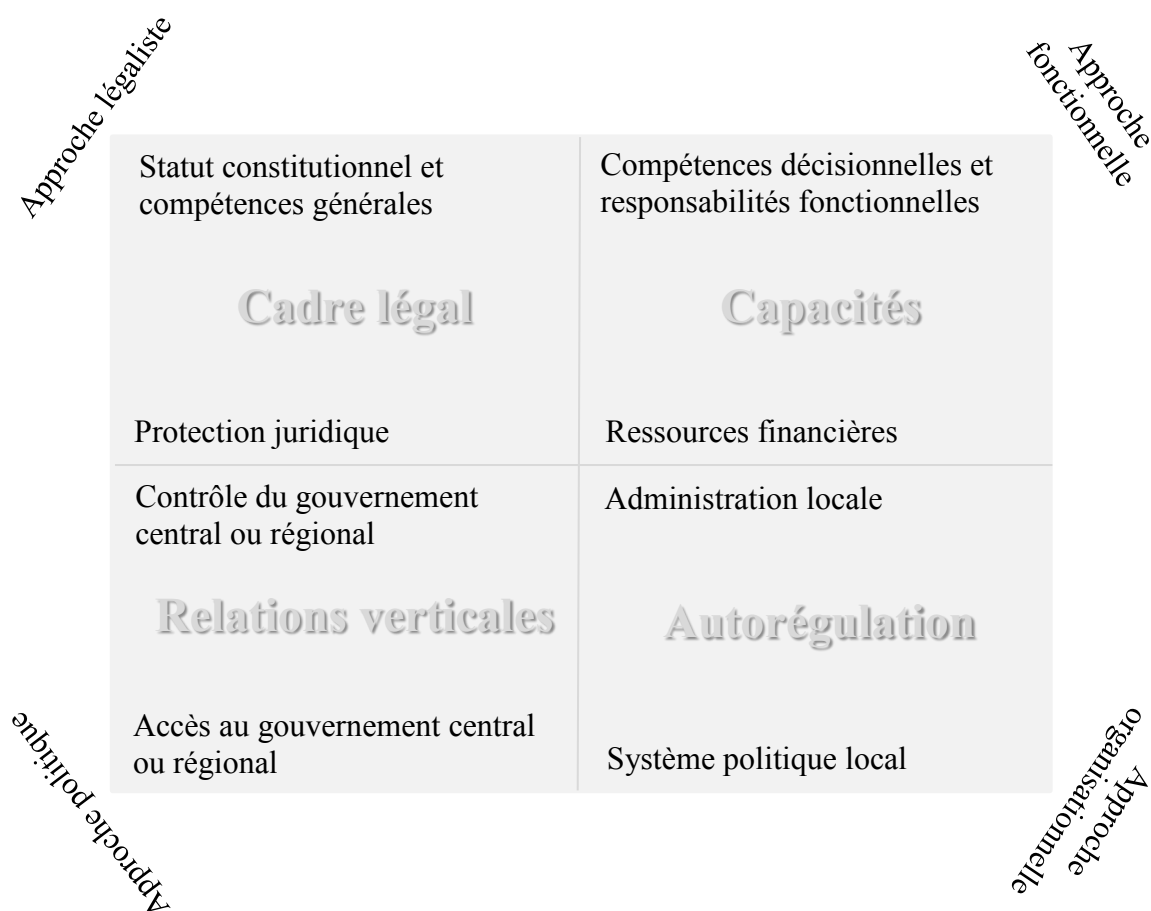 Approche légaliste
Approche
fonctionnelle
Statut constitutionnel et
compétences générales
Compétences décisionnelles et
responsabilités fonctionnelles
Cadre légal
Capacités
Protection juridique
Ressources financières
Contrôle du gouvernement
central ou régional
Administration locale
Relations verticales
Autorégulation
Accès au gouvernement central
ou régional
Système politique local
Approche politique
Approche
organisationnelle